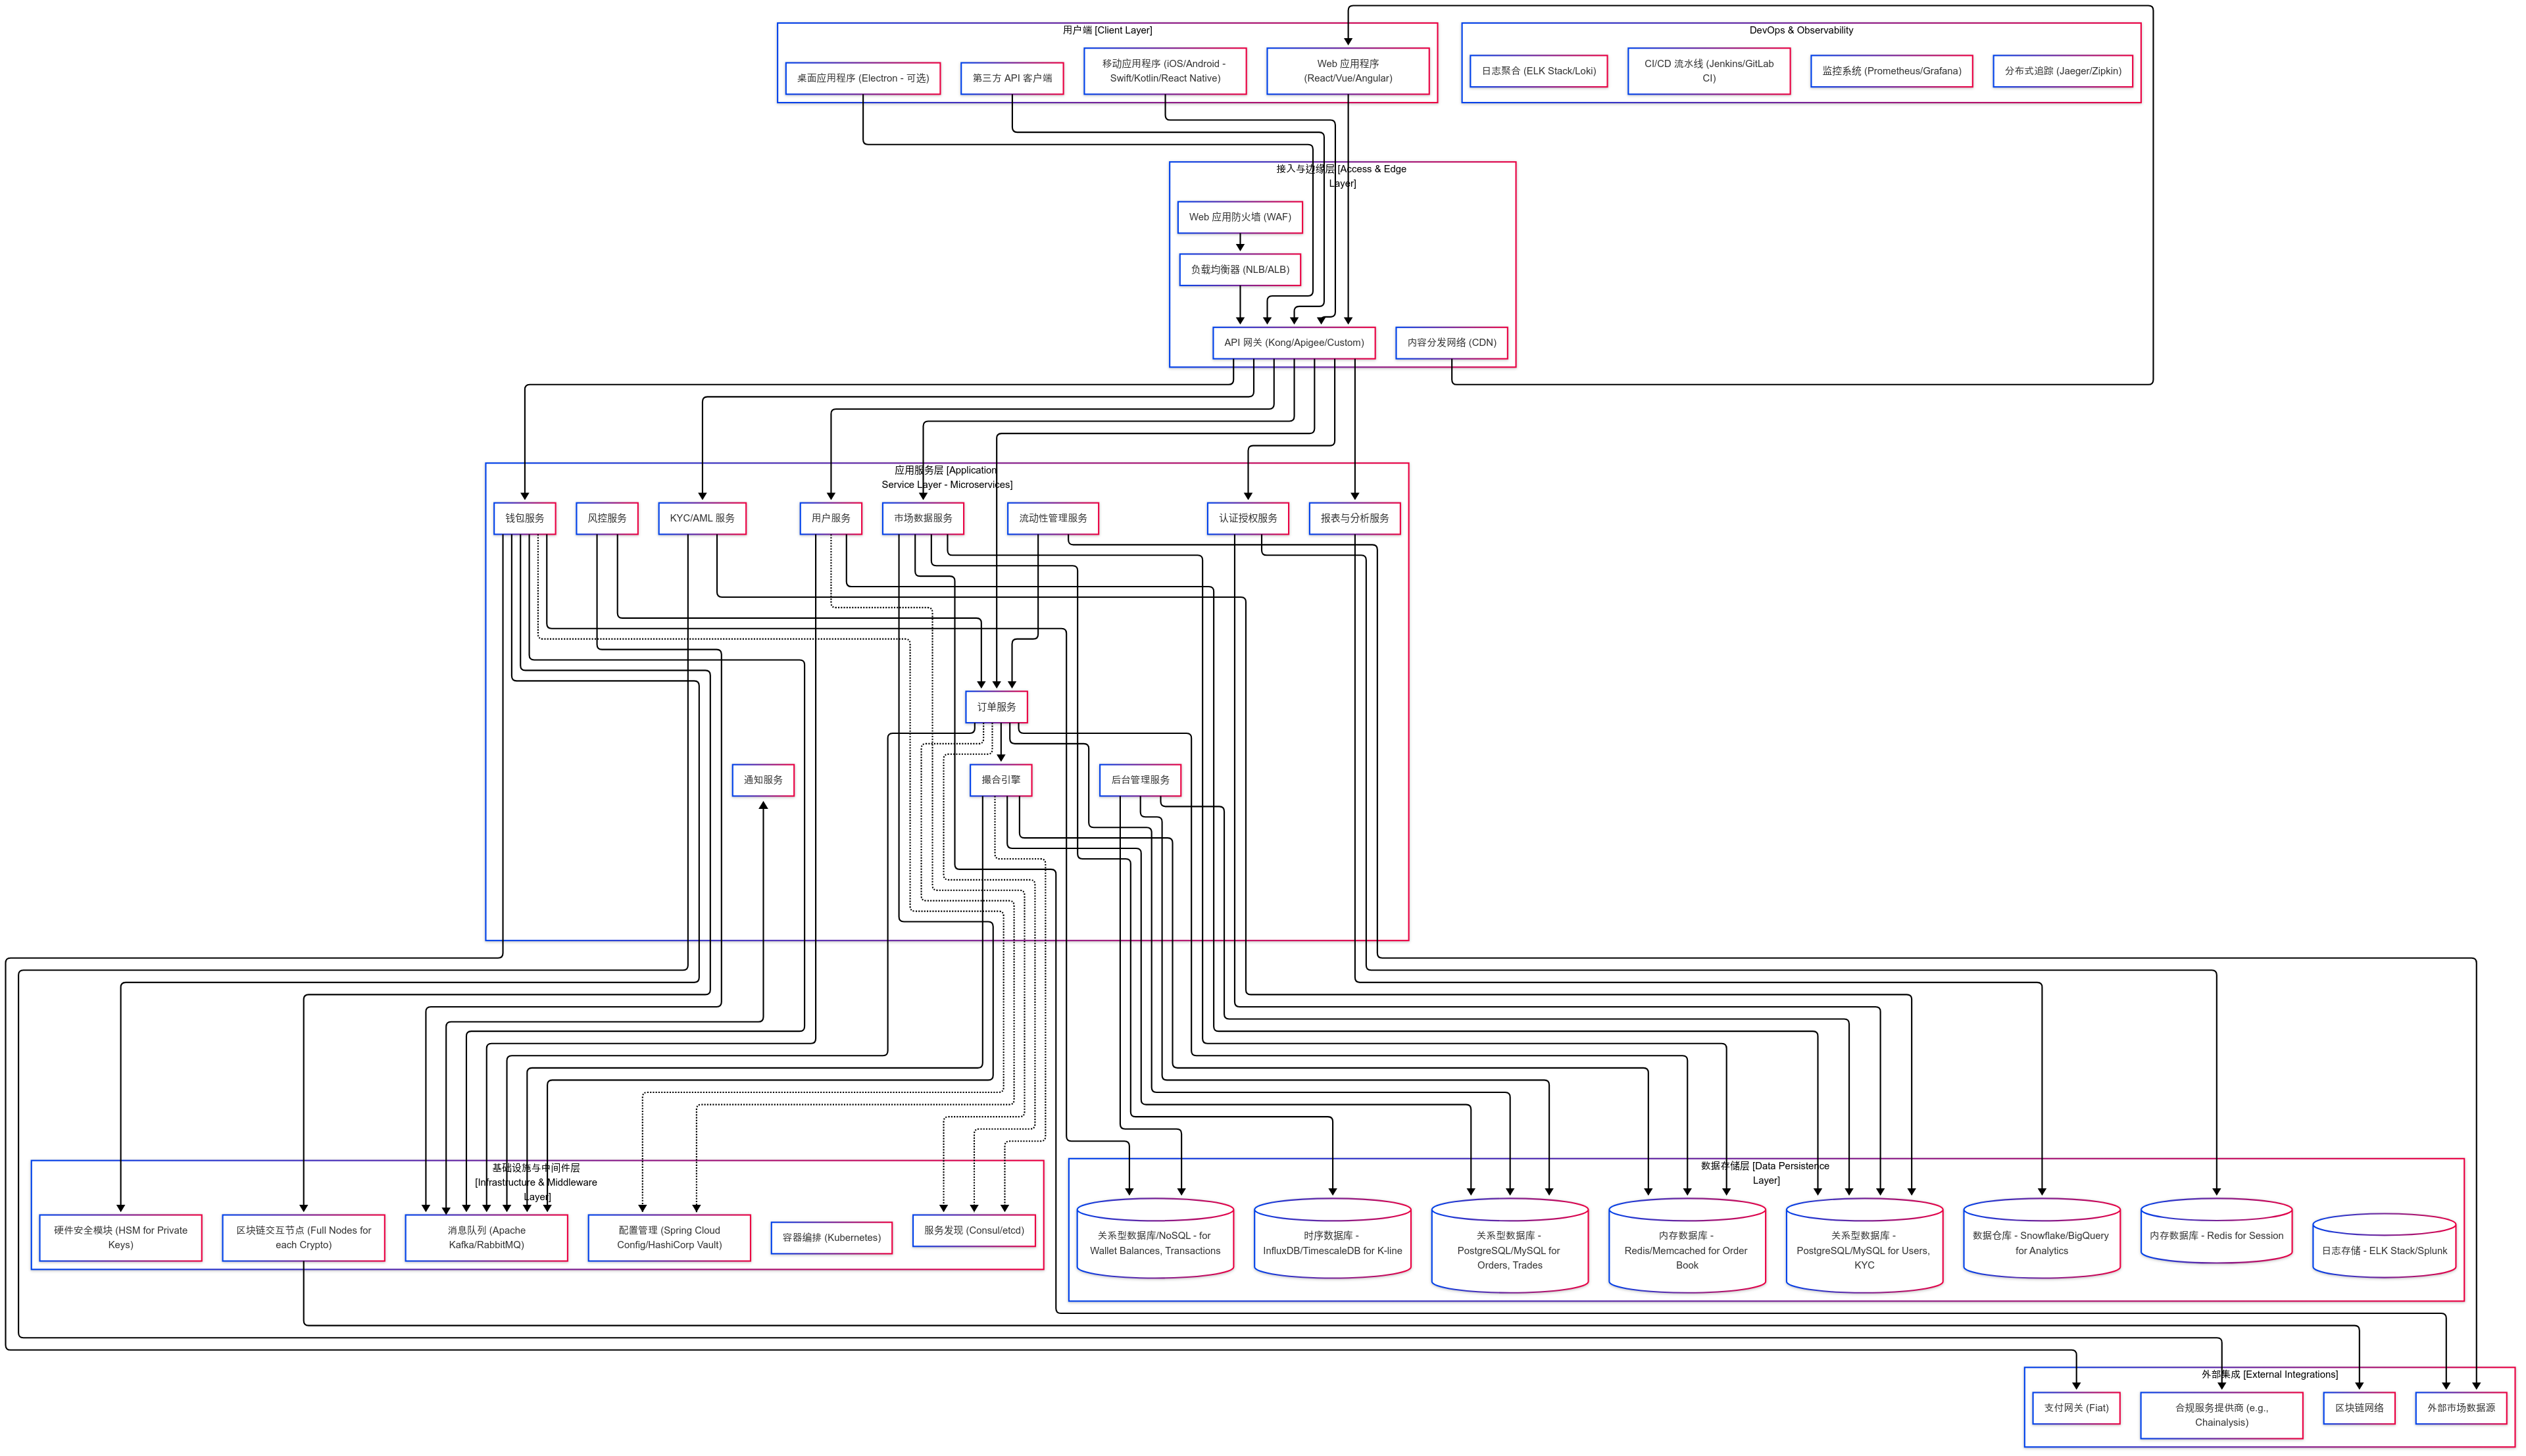 用户端 [Client Layer]
桌面应用程序 (Electron - 可选)
第三方 API 客户端
移动应用程序 (iOS/Android -
Swift/Kotlin/React Native)
Web 应用程序
(React/Vue/Angular)
DevOps & Observability
日志聚合 (ELK Stack/Loki)
CI/CD 流水线 (Jenkins/GitLab
CI)
监控系统 (Prometheus/Grafana)
分布式追踪 (Jaeger/Zipkin)
接入与边缘层 [Access & Edge
Layer]
Web 应用防火墙 (WAF)
负载均衡器 (NLB/ALB)
API 网关 (Kong/Apigee/Custom)
内容分发网络 (CDN)
应用服务层 [Application
Service Layer - Microservices]
钱包服务
风控服务
KYC/AML 服务
用户服务
市场数据服务
流动性管理服务
认证授权服务
报表与分析服务
订单服务
通知服务
撮合引擎
后台管理服务
基础设施与中间件层
[Infrastructure & Middleware
Layer]
硬件安全模块 (HSM for Private
Keys)
区块链交互节点 (Full Nodes for
each Crypto)
消息队列 (Apache
Kafka/RabbitMQ)
配置管理 (Spring Cloud
Config/HashiCorp Vault)
容器编排 (Kubernetes)
服务发现 (Consul/etcd)
数据存储层 [Data Persistence
Layer]
关系型数据库/NoSQL - for
Wallet Balances, Transactions
时序数据库 -
InfluxDB/TimescaleDB for K-line
关系型数据库 -
PostgreSQL/MySQL for
Orders, Trades
内存数据库 -
Redis/Memcached for Order
Book
关系型数据库 -
PostgreSQL/MySQL for Users,
KYC
数据仓库 - Snowflake/BigQuery
for Analytics
内存数据库 - Redis for Session
日志存储 - ELK Stack/Splunk
外部集成 [External Integrations]
支付网关 (Fiat)
合规服务提供商 (e.g.,
Chainalysis)
区块链网络
外部市场数据源